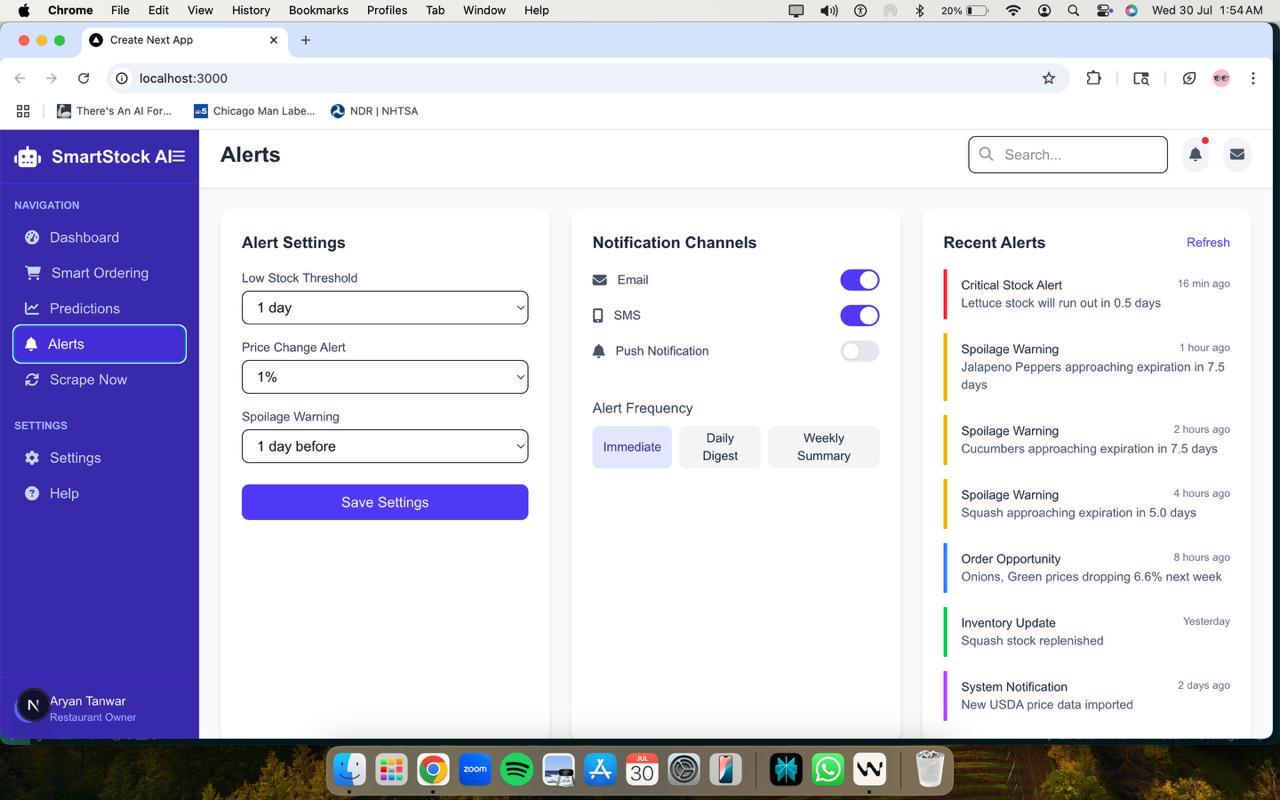 Chrome File Edit View History Bookmarks Profiles Tab Window Help 20% Wed 30 Jul 1:54 AM
Create Next App
localhost:3000
There's An AI For... Chicago Man Labe... NDR | NHTSA
SmartStock AI
NAVIGATION
Dashboard
Smart Ordering
Predictions
Alerts
Scrape Now
SETTINGS
Settings
Help
N
Aryan Tanwar
Restaurant Owner
Alerts
Search...
Alert Settings
Low Stock Threshold
1 day
Price Change Alert
1%
Spoilage Warning
1 day before
Save Settings
Notification Channels
Email
SMS
Push Notification
Alert Frequency
Immediate
Daily
Digest
Weekly
Summary
Recent Alerts Refresh
Critical Stock Alert 16 min ago
Lettuce stock will run out in 0.5 days
Spoilage Warning 1 hour ago
Jalapeno Peppers approaching expiration in 7.5
days
Spoilage Warning 2 hours ago
Cucumbers approaching expiration in 7.5 days
Spoilage Warning 4 hours ago
Squash approaching expiration in 5.0 days
Order Opportunity 8 hours ago
Onions, Green prices dropping 6.6% next week
Inventory Update Yesterday
Squash stock replenished
System Notification 2 days ago
New USDA price data imported
zoom
JUL
30